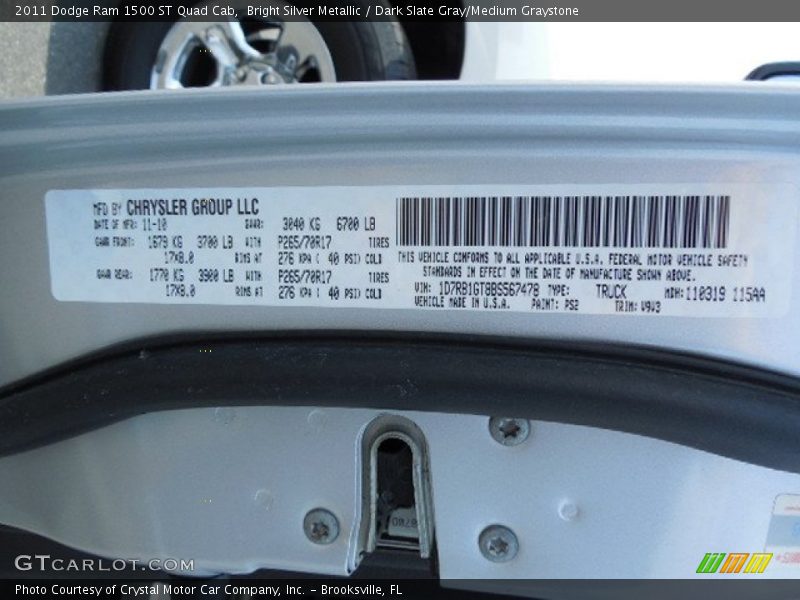 2011 Dodge Ram 1500 ST Quad Cab, Bright Silver Metallic / Dark Slate Gray/Medium Graystone
MFD BY CHRYSLER GROUP LLC
DATE OF MFR: 11-10 GVWR: 3040 KG 6700 LB
GAWR FRONT: 1679 KG 3700 LB WITH P265/70R17 TIRES
17X8.0 RIMS AT 276 KPA ( 40 PSI) COLD
GAWR REAR: 1770 KG 3900 LB WITH P265/70R17 TIRES
17X8.0 RIMS AT 276 KPA ( 40 PSI) COLD
THIS VEHICLE CONFORMS TO ALL APPLICABLE U.S.A. FEDERAL MOTOR VEHICLE SAFETY
STANDARDS IN EFFECT ON THE DATE OF MANUFACTURE SHOWN ABOVE.
VIN: 1D7RB1GT8BS567478 TYPE: TRUCK MDH:110319 115AA
VEHICLE MADE IN U.S.A. PAINT: PS2 TRIM: V9V3
GTCARLOT.COM
Photo Courtesy of Crystal Motor Car Company, Inc. – Brooksville, FL